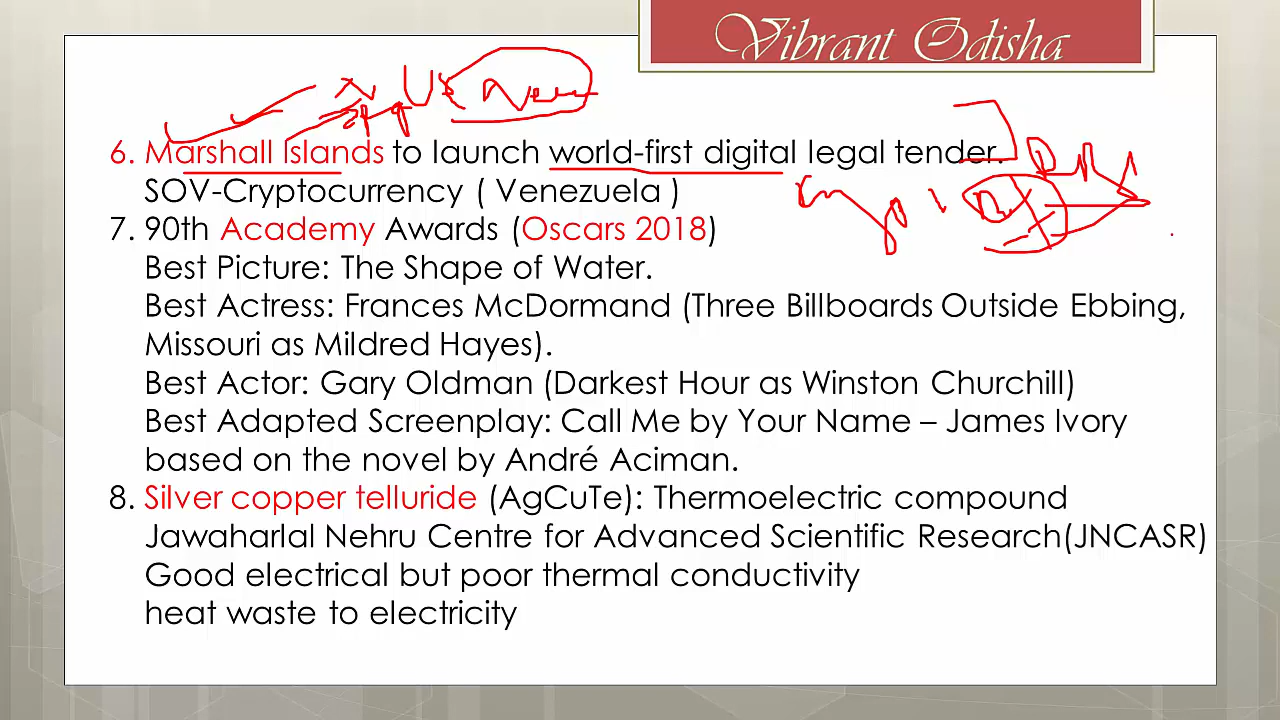 Vibrant Odisha
6. Marshall Islands to launch world-first digital legal tender.
SOV-Cryptocurrency ( Venezuela )
7. 90th Academy Awards (Oscars 2018)
Best Picture: The Shape of Water.
Best Actress: Frances McDormand (Three Billboards Outside Ebbing,
Missouri as Mildred Hayes).
Best Actor: Gary Oldman (Darkest Hour as Winston Churchill)
Best Adapted Screenplay: Call Me by Your Name – James Ivory
based on the novel by André Aciman.
8. Silver copper telluride (AgCuTe): Thermoelectric compound
Jawaharlal Nehru Centre for Advanced Scientific Research(JNCASR)
Good electrical but poor thermal conductivity
heat waste to electricity